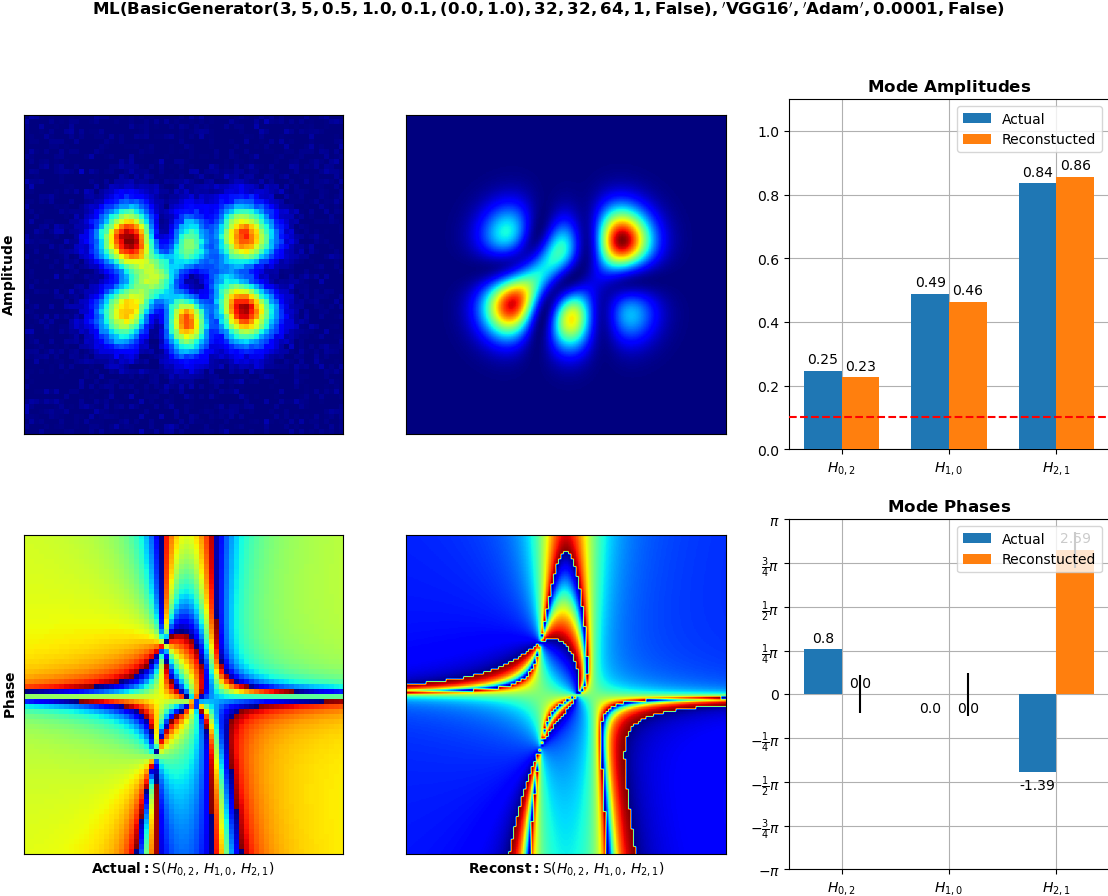 ML(BasicGenerator(3, 5, 0.5, 1.0, 0.1, (0.0, 1.0), 32, 32, 64, 1, False), ′VGG16′, ′Adam′, 0.0001, False)
Amplitude
Mode Amplitudes
Actual
Reconstucted
1.0
0.8
0.6
0.4
0.2
0.0
0.25
0.23
0.49
0.46
0.84
0.86
H0, 2
H1, 0
H2, 1
Phase
Actual: S(H0, 2, H1, 0, H2, 1)
Reconst: S(H0, 2, H1, 0, H2, 1)
Mode Phases
Actual
Reconstucted
π
3/4π
1/2π
1/4π
0
−1/4π
−1/2π
−3/4π
−π
0.8
0.0
0.0
0.0
-1.39
2.59
H0, 2
H1, 0
H2, 1